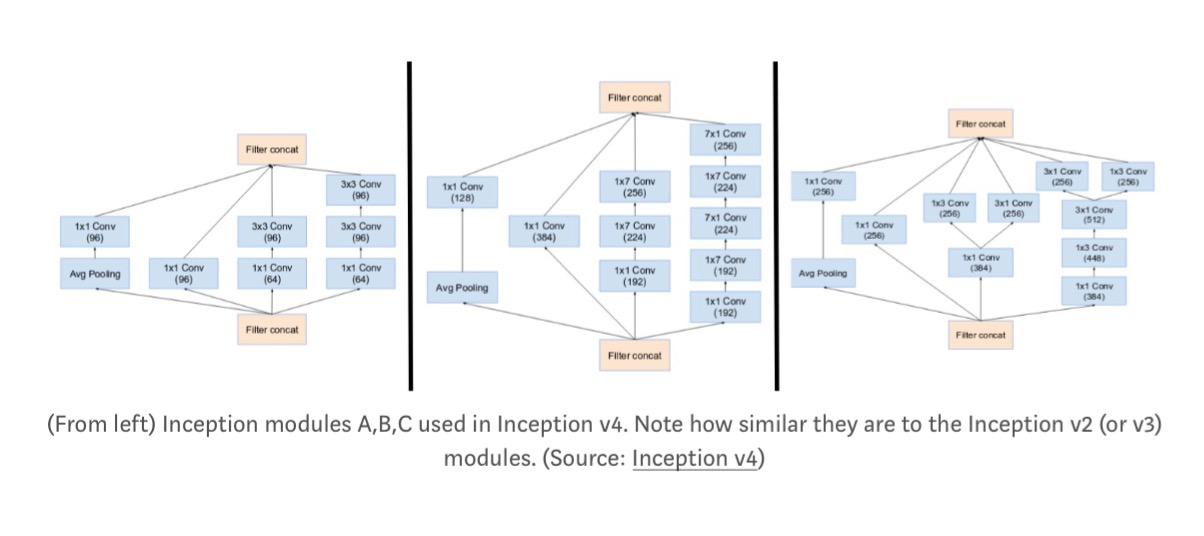 Filter concat
3x3 Conv
(96)
1x1 Conv
(96)
3x3 Conv
(96)
3x3 Conv
(96)
Avg Pooling
1x1 Conv
(96)
1x1 Conv
(64)
1x1 Conv
(64)
Filter concat
Filter concat
7x1 Conv
(256)
1x1 Conv
(128)
1x7 Conv
(256)
1x7 Conv
(224)
1x1 Conv
(384)
1x7 Conv
(224)
7x1 Conv
(224)
Avg Pooling
1x1 Conv
(192)
1x7 Conv
(192)
1x1 Conv
(192)
Filter concat
Filter concat
3x1 Conv
(256)
1x3 Conv
(256)
1x1 Conv
(256)
1x3 Conv
(256)
3x1 Conv
(256)
3x1 Conv
(512)
1x1 Conv
(256)
1x3 Conv
(448)
Avg Pooling
1x1 Conv
(384)
1x1 Conv
(384)
Filter concat
(From left) Inception modules A,B,C used in Inception v4. Note how similar they are to the Inception v2 (or v3)
modules. (Source: Inception v4)